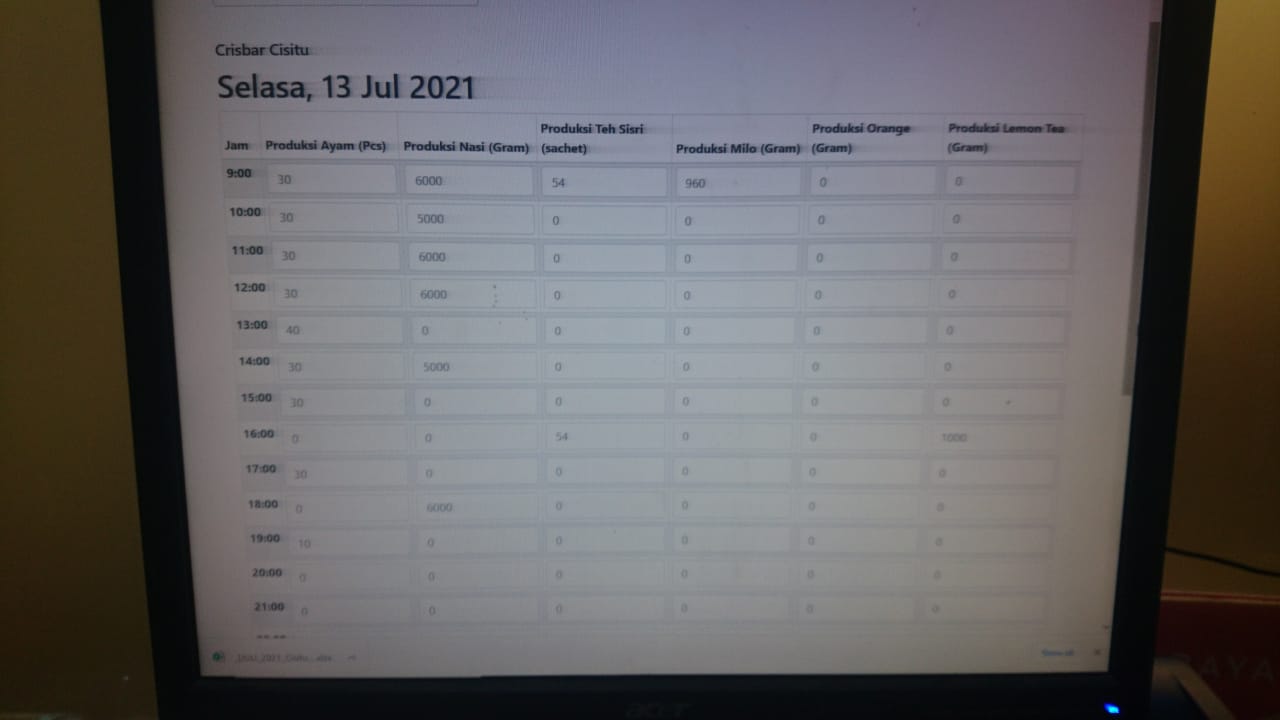 Crisbar Cisitu
Selasa, 13 Jul 2021
Jam Produksi Ayam (Pcs) Produksi Nasi (Gram) Produksi Teh Sisri (sachet) Produksi Milo (Gram) Produksi Orange (Gram) Produksi Lemon Tea (Gram)
9:00 30 6000 54 960 0 0
10:00 30 5000 0 0 0 0
11:00 30 6000 0 0 0 0
12:00 30 6000 0 0 0 0
13:00 40 0 0 0 0 0
14:00 30 5000 0 0 0 0
15:00 30 0 0 0 0 0
16:00 0 0 54 0 0 1000
17:00 30 0 0 0 0 0
18:00 0 6000 0 0 0 0
19:00 10 0 0 0 0 0
20:00 0 0 0 0 0 0
21:00 0 0 0 0 0 0
Show all
acer